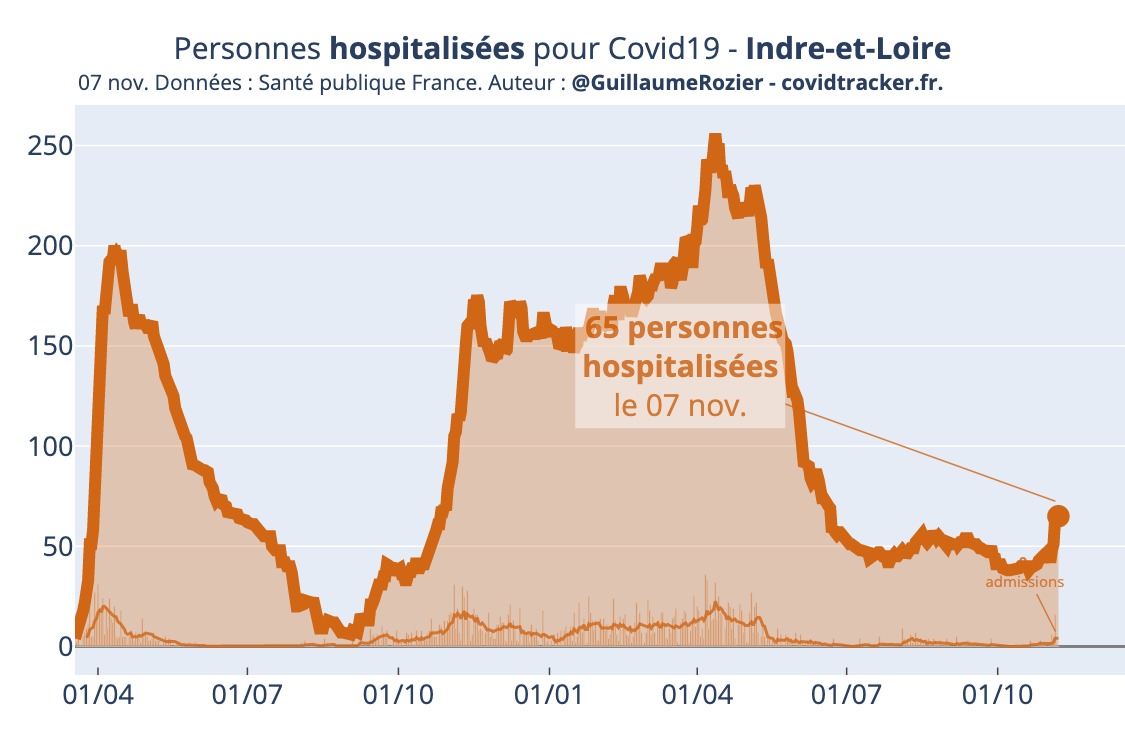 Personnes hospitalisées pour Covid19 - Indre-et-Loire
07 nov. Données : Santé publique France. Auteur : @GuillaumeRozier - covidtracker.fr.
250
200
150
100
50
0
65 personnes
hospitalisées
le 07 nov.
admissions
01/04
01/07
01/10
01/01
01/04
01/07
01/10